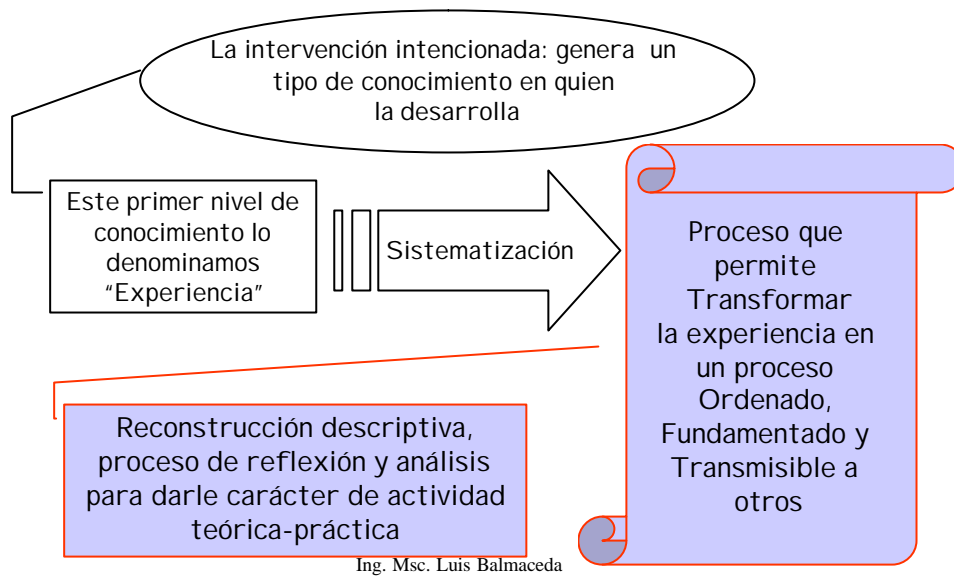 La intervención intencionada: genera un
tipo de conocimiento en quien
la desarrolla
Este primer nivel de
conocimiento lo
denominamos
“Experiencia”
Sistematización
Proceso que
permite
Transformar
la experiencia en
un proceso
Ordenado,
Fundamentado y
Transmisible a
otros
Reconstrucción descriptiva,
proceso de reflexión y análisis
para darle carácter de actividad
teórica-práctica
Ing. Msc. Luis Balmaceda